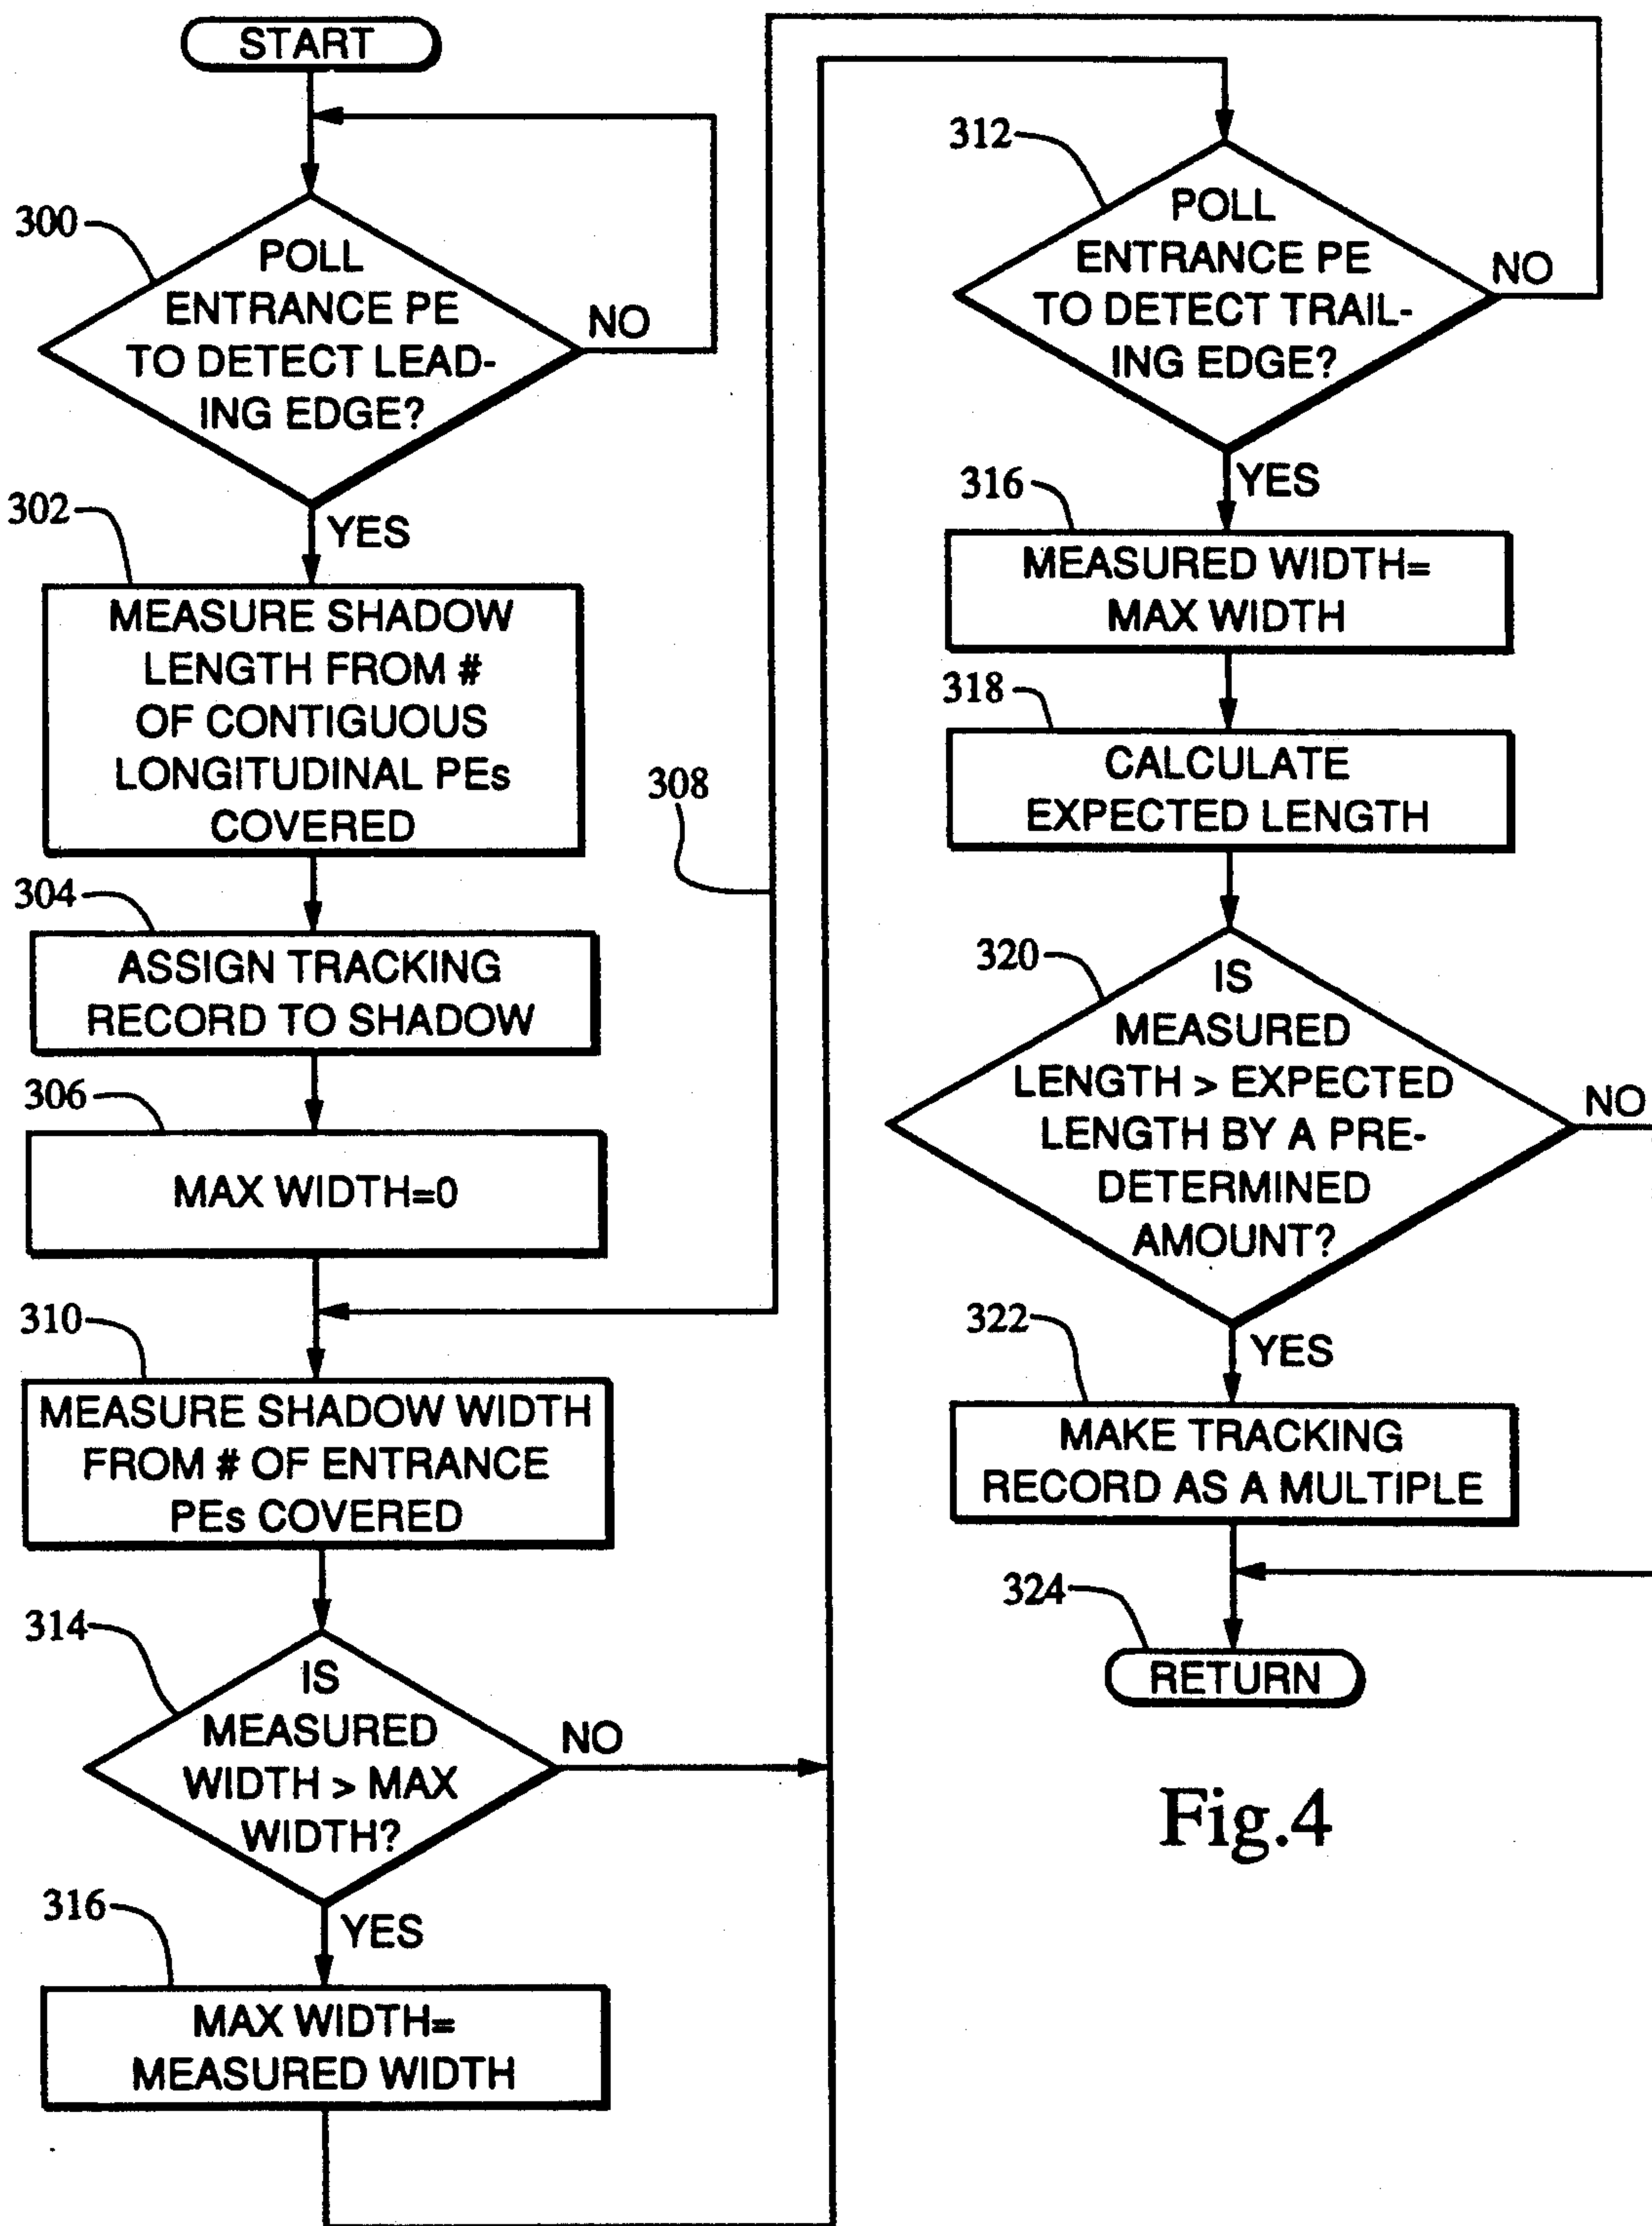 START
300
POLL
ENTRANCE PE
TO DETECT LEAD-
ING EDGE?
NO
YES
302
MEASURE SHADOW
LENGTH FROM #
OF CONTIGUOUS
LONGITUDINAL PEs
COVERED
304
ASSIGN TRACKING
RECORD TO SHADOW
306
MAX WIDTH=0
308
310
MEASURE SHADOW WIDTH
FROM # OF ENTRANCE
PEs COVERED
314
IS
MEASURED
WIDTH > MAX
WIDTH?
NO
YES
316
MAX WIDTH=
MEASURED WIDTH
312
POLL
ENTRANCE PE
TO DETECT TRAIL-
ING EDGE?
NO
YES
316
MEASURED WIDTH=
MAX WIDTH
318
CALCULATE
EXPECTED LENGTH
320
IS
MEASURED
LENGTH > EXPECTED
LENGTH BY A PRE-
DETERMINED
AMOUNT?
NO
YES
322
MAKE TRACKING
RECORD AS A MULTIPLE
324
RETURN
Fig.4